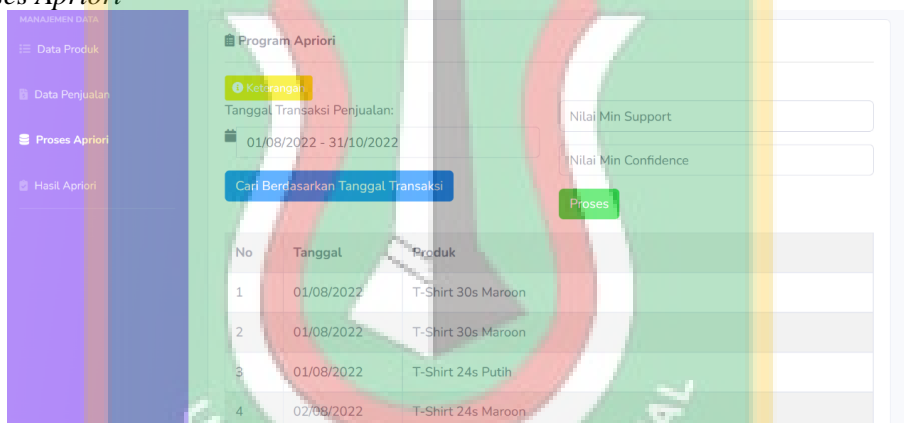 es Apriori
MANAJEMEN DATA
Data Produk
Data Penjualan
Proses Apriori
Hasil Apriori
Program Apriori
Keterangan
Tanggal Transaksi Penjualan:
01/08/2022 - 31/10/2022
Cari Berdasarkan Tanggal Transaksi
Nilai Min Support
Nilai Min Confidence
Proses
No Tanggal Produk
1 01/08/2022 T-Shirt 30s Maroon
2 01/08/2022 T-Shirt 30s Maroon
3 01/08/2022 T-Shirt 24s Putih
4 02/08/2022 T-Shirt 24s Maroon